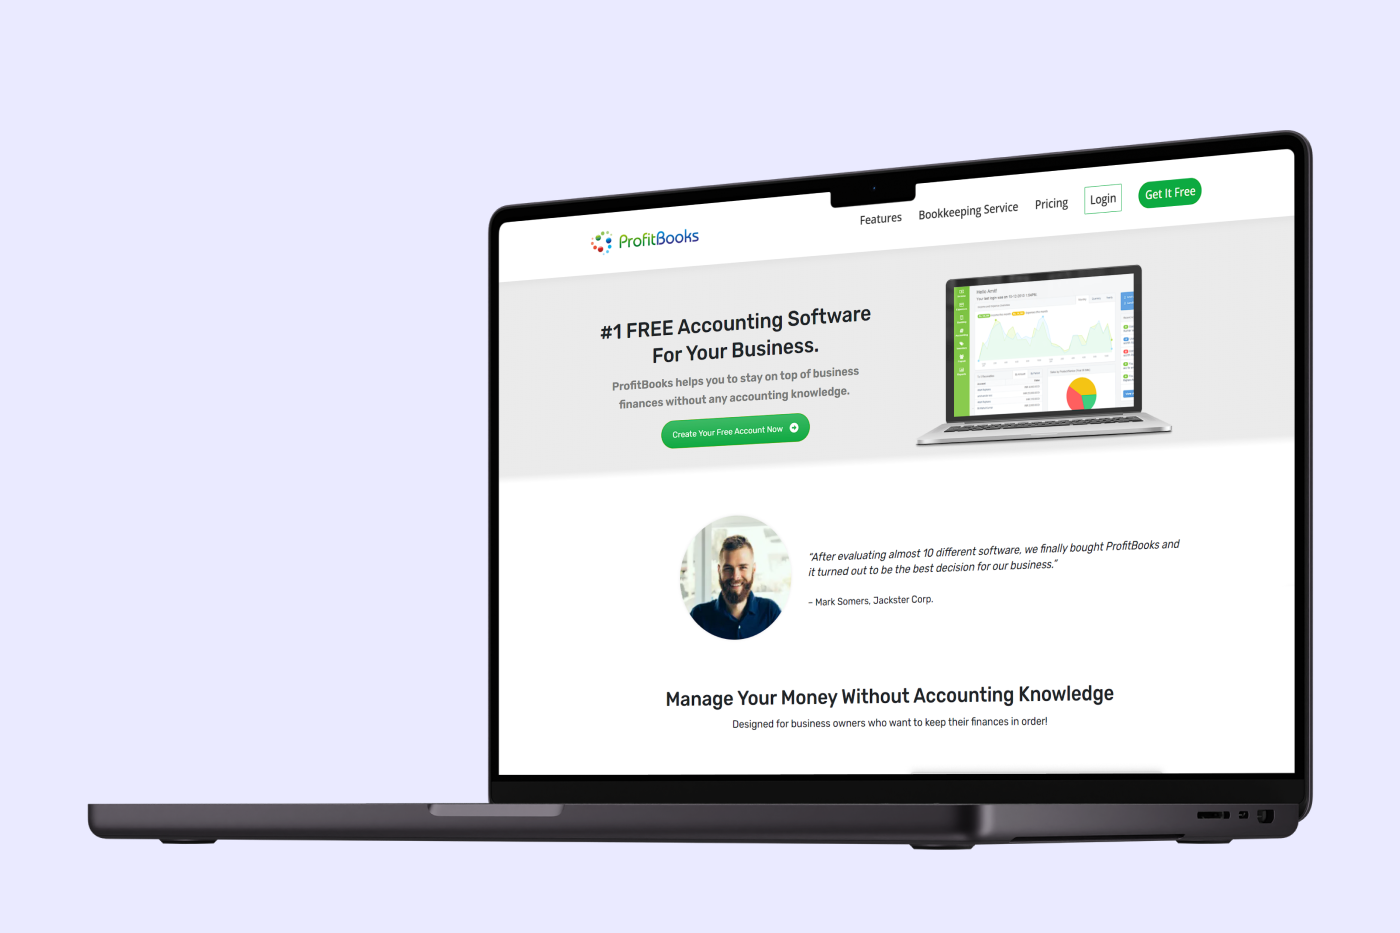 ProfitBooks
Features
Bookkeeping Service
Pricing
Login
Get It Free
#1 FREE Accounting Software
For Your Business.
ProfitBooks helps you to stay on top of business
finances without any accounting knowledge.
Create Your Free Account Now
“After evaluating almost 10 different software, we finally bought ProfitBooks and
it turned out to be the best decision for our business.”
– Mark Somers, Jackster Corp.
Manage Your Money Without Accounting Knowledge
Designed for business owners who want to keep their finances in order!